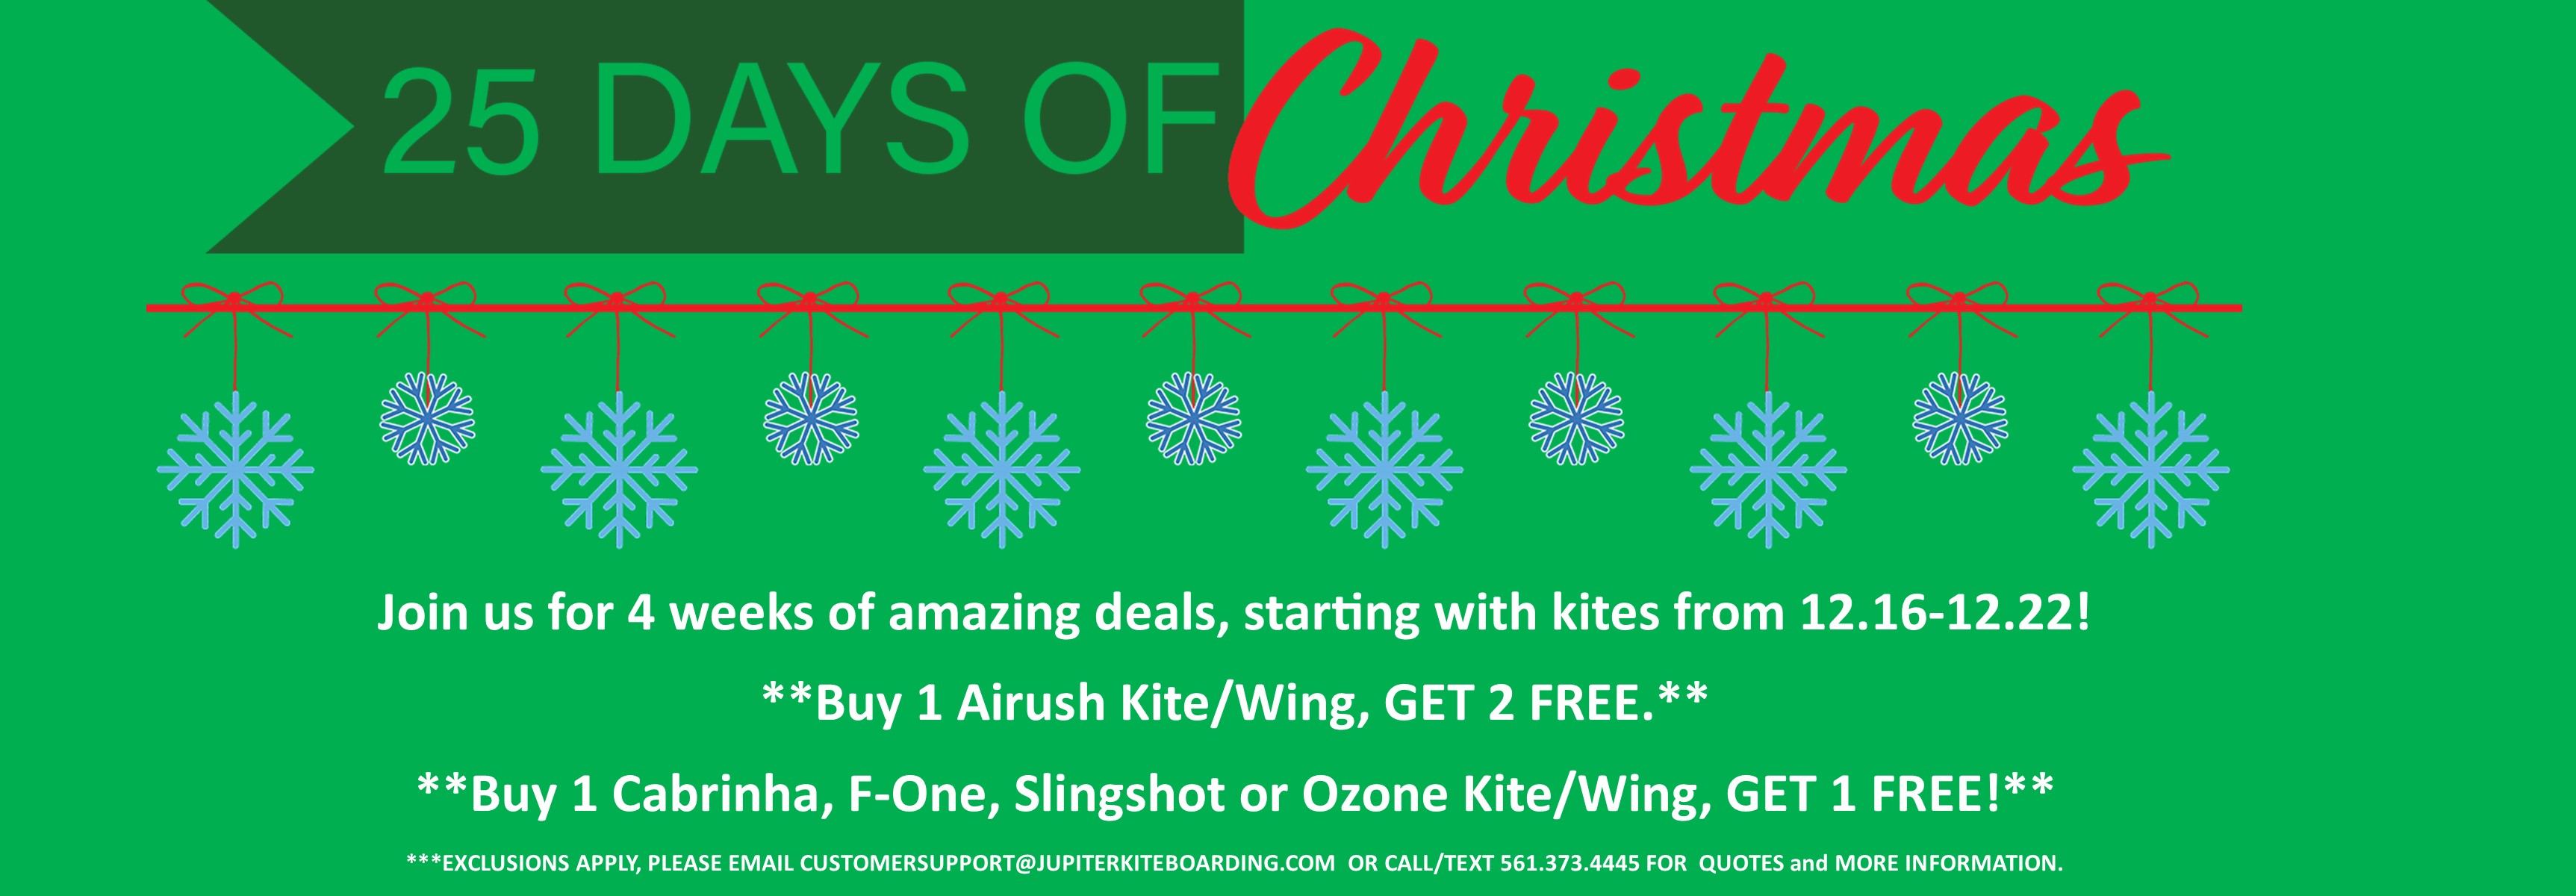 25 DAYS OF Christmas
Join us for 4 weeks of amazing deals, starting with kites from 12.16-12.22!
**Buy 1 Airush Kite/Wing, GET 2 FREE.**
**Buy 1 Cabrinha, F-One, Slingshot or Ozone Kite/Wing, GET 1 FREE!**
***EXCLUSIONS APPLY, PLEASE EMAIL CUSTOMERSUPPORT@JUPITERKITEBOARDING.COM OR CALL/TEXT 561.373.4445 FOR QUOTES and MORE INFORMATION.